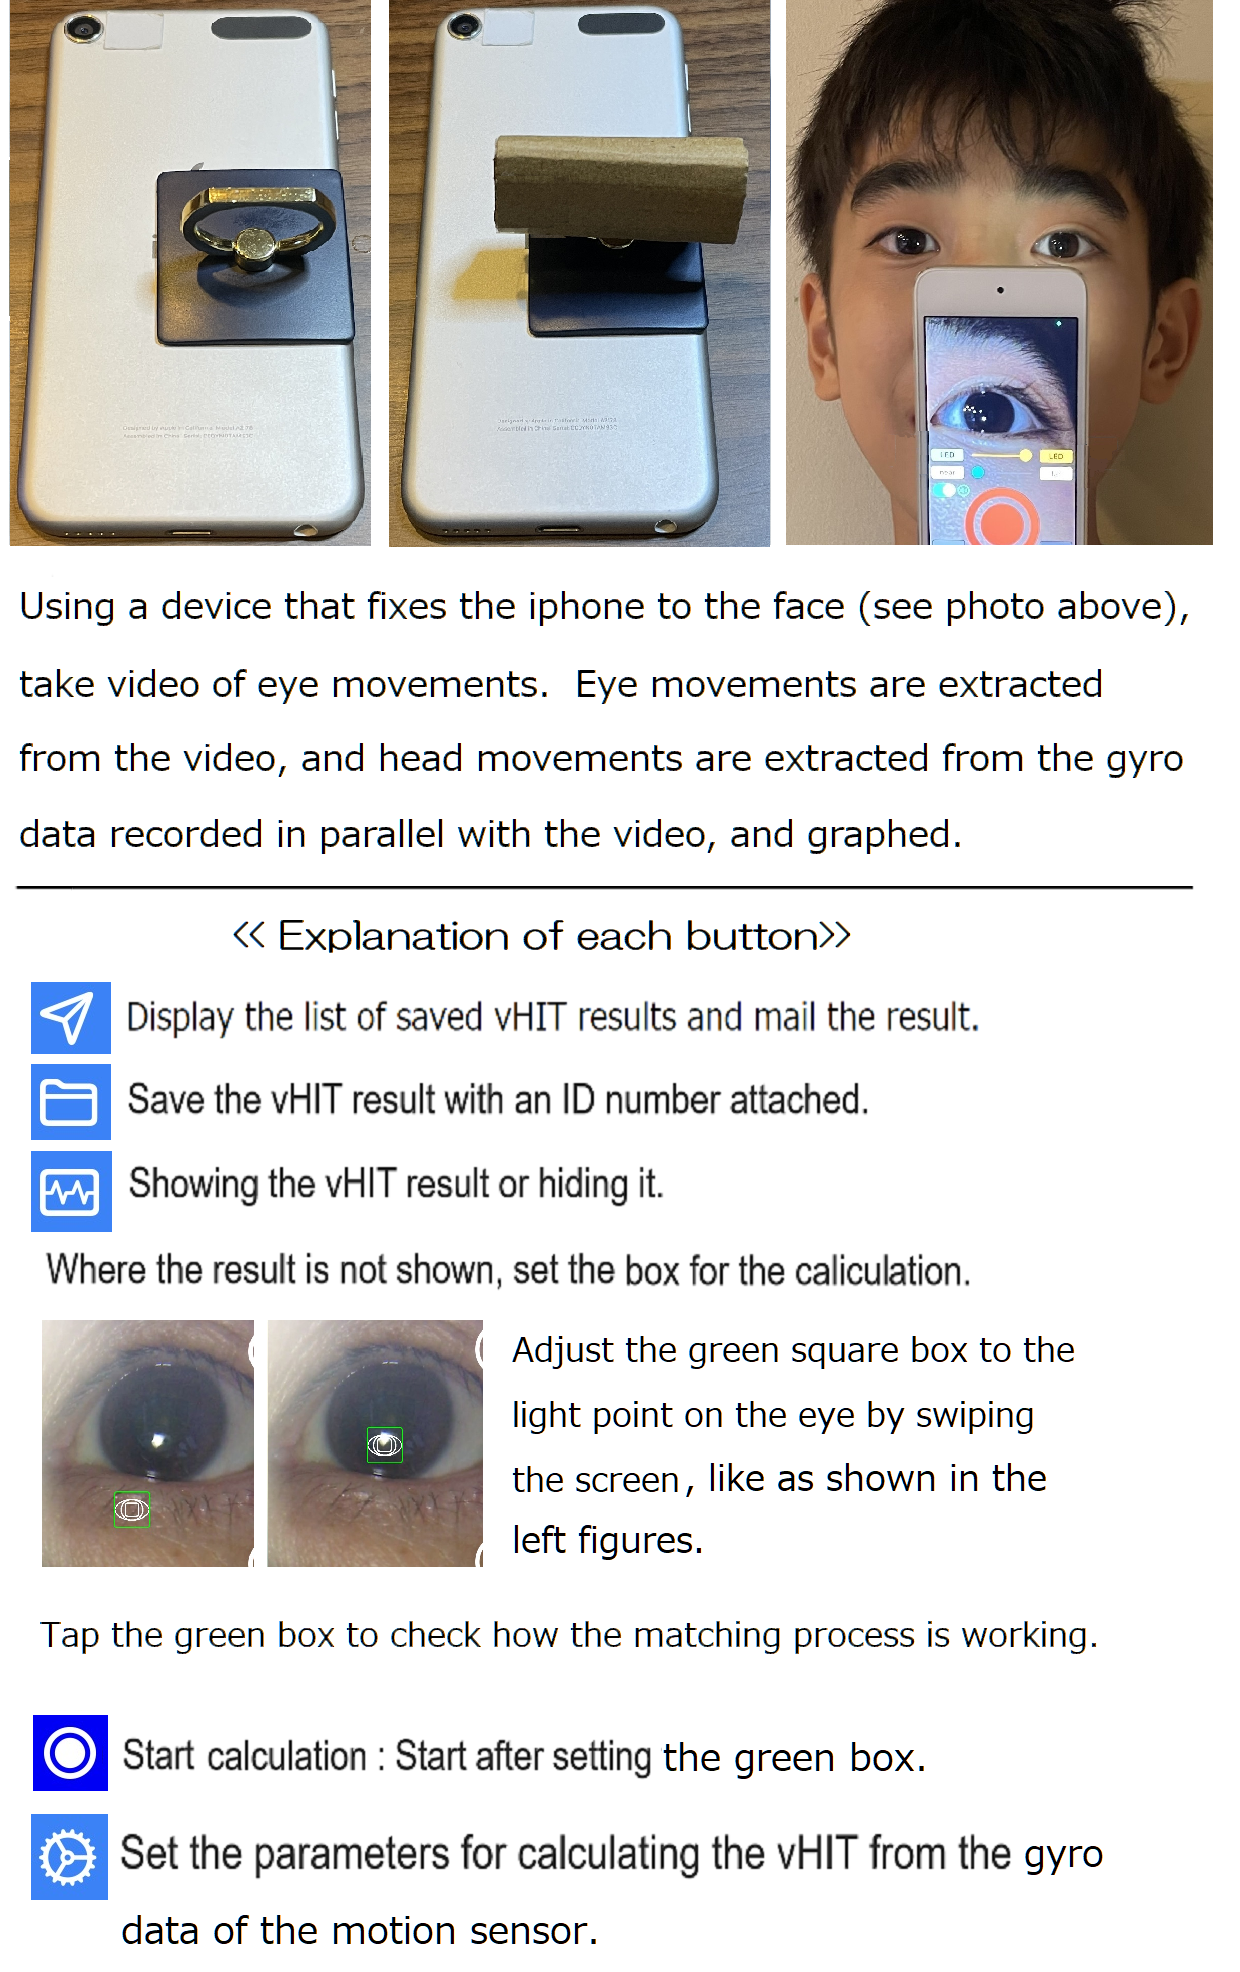 LED
LED
near
Using a device that fixes the iphone to the face (see photo above),
take video of eye movements.  Eye movements are extracted
from the video, and head movements are extracted from the gyro
data recorded in parallel with the video, and graphed.
<< Explanation of each button>>
Display the list of saved vHIT results and mail the result.
Save the vHIT result with an ID number attached.
Showing the vHIT result or hiding it.
Where the result is not shown, set the box for the caliculation.
Adjust the green square box to the
light point on the eye by swiping
the screen, like as shown in the
left figures.
Tap the green box to check how the matching process is working.
Start calculation : Start after setting the green box.
Set the parameters for calculating the vHIT from the gyro
data of the motion sensor.